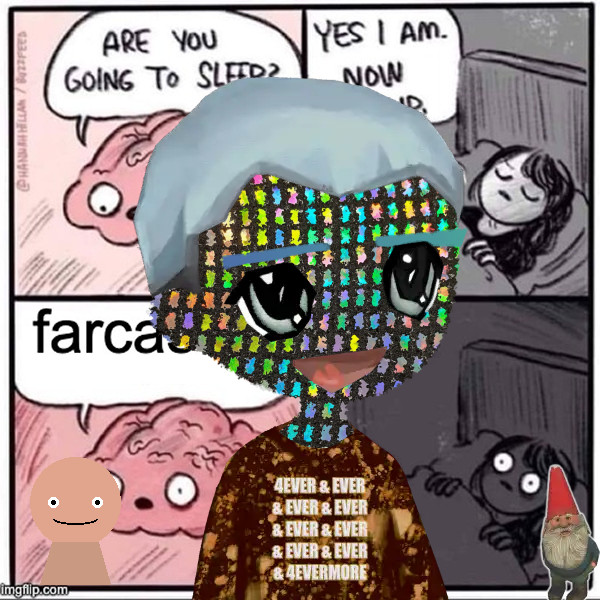 @HANNAHHILLAM / BUZZFEED
ARE YOU
GOING TO SLEEP?
YES I AM.
NOW
farcas
4EVER & EVER
& EVER & EVER
& EVER & EVER
& EVER & EVER
& 4EVERMORE
imgflip.com